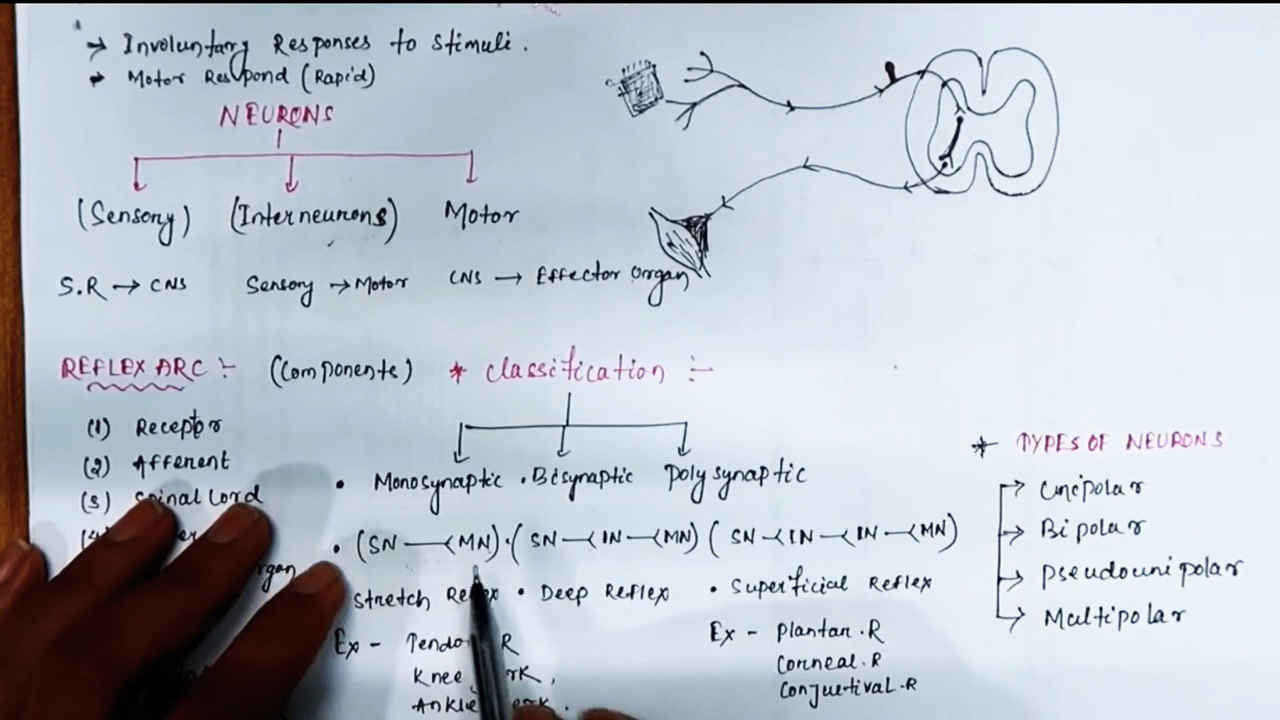 → Involuntary Responses to stimuli.
→ Motor Respond (Rapid)
NEURONS
(Sensory) (Interneurons) Motor
S.R → CNS Sensory → Motor CNS → Effector organ
REFLEX ARC :- (Components) * Classification :-
(1) Receptor
(2) Afferent
(3) Spinal Cord
• Monosynaptic • Bisynaptic Polysynaptic
• (SN —< MN) • (SN —< IN —< MN) (SN —< IN —< IN —< MN)
Stretch Reflex • Deep Reflex • Superficial Reflex
Ex - Tendon R
Knee
Ankle
Ex - Plantar.R
Corneal.R
Conjuctival.R
* TYPES OF NEURONS
→ Unipolar
→ Bipolar
→ Pseudounipolar
→ Multipolar